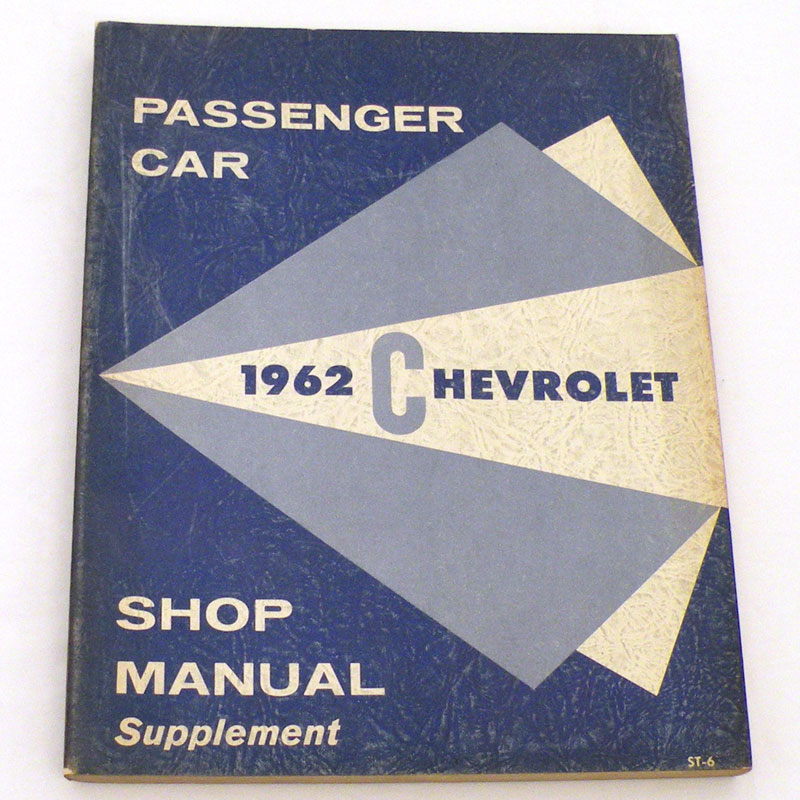 PASSENGER
CAR
1962 CHEVROLET
SHOP
MANUAL
Supplement
ST-6